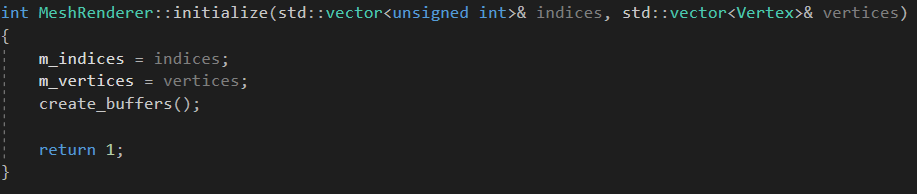 int MeshRenderer::initialize(std::vector<unsigned int>& indices, std::vector<Vertex>& vertices)
{
    m_indices = indices;
    m_vertices = vertices;
    create_buffers();

    return 1;
}